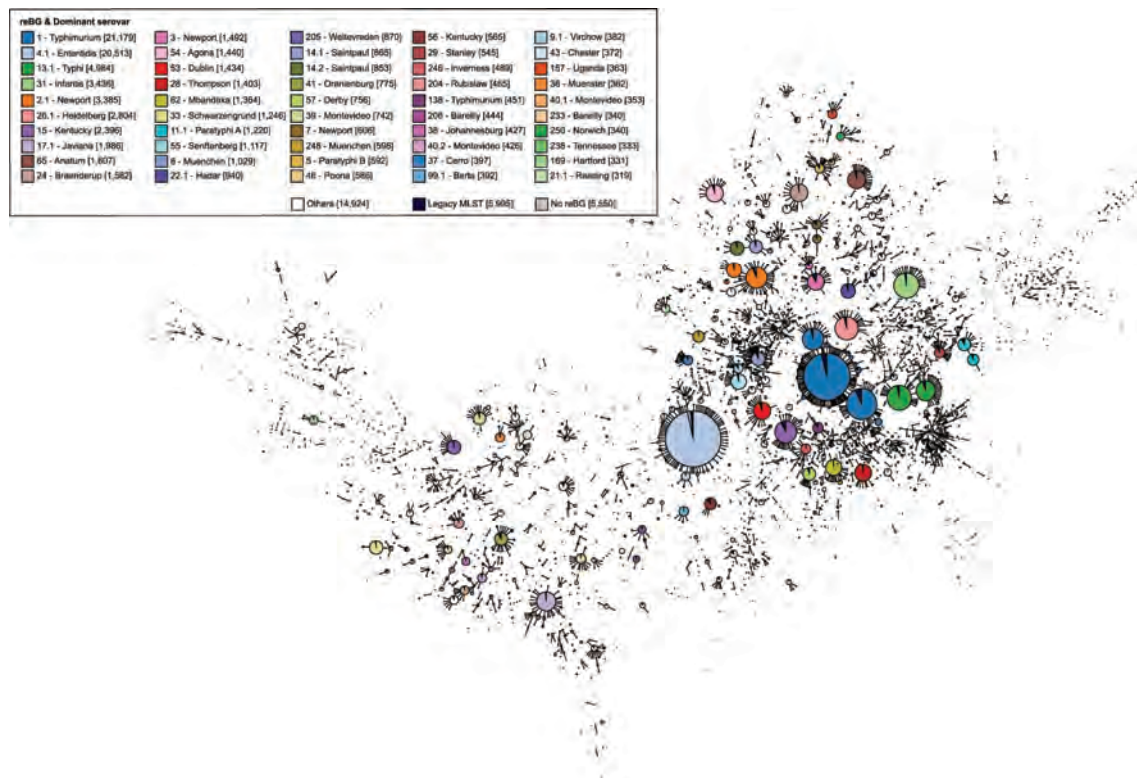 reBG & Dominant serovar
1 - Typhimurium [21,179]
4.1 - Enteritidis [20,513]
13.1 - Typhi [4,984]
31 - Infantis [3,436]
2.1 - Newport [3,385]
26.1 - Heidelberg [2,804]
15 - Kentucky [2,396]
17.1 - Javiana [1,986]
65 - Anatum [1,607]
24 - Braenderup [1,582]
3 - Newport [1,492]
54 - Agona [1,440]
53 - Dublin [1,434]
28 - Thompson [1,403]
62 - Mbandaka [1,364]
33 - Schwarzengrund [1,246]
11.1 - Paratyphi A [1,220]
55 - Senftenberg [1,117]
6 - Muenchen [1,029]
22.1 - Hadar [940]
205 - Weltevreden [870]
14.1 - Saintpaul [865]
14.2 - Saintpaul [853]
41 - Oranienburg [775]
57 - Derby [756]
39 - Montevideo [742]
7 - Newport [606]
248 - Muenchen [598]
5 - Paratyphi B [592]
46 - Poona [586]
56 - Kentucky [565]
29 - Stanley [545]
246 - Inverness [489]
204 - Rubislaw [465]
138 - Typhimurium [451]
206 - Bareilly [444]
38 - Johannesburg [427]
40.2 - Montevideo [426]
37 - Cerro [397]
99.1 - Berta [392]
9.1 - Virchow [382]
43 - Chester [372]
157 - Uganda [363]
36 - Muenster [362]
40.1 - Montevideo [353]
233 - Bareilly [340]
250 - Norwich [340]
238 - Tennessee [333]
169 - Hartford [331]
21.1 - Reading [319]
Others [14,924]
Legacy MLST [5,905]
No reBG [5,550]